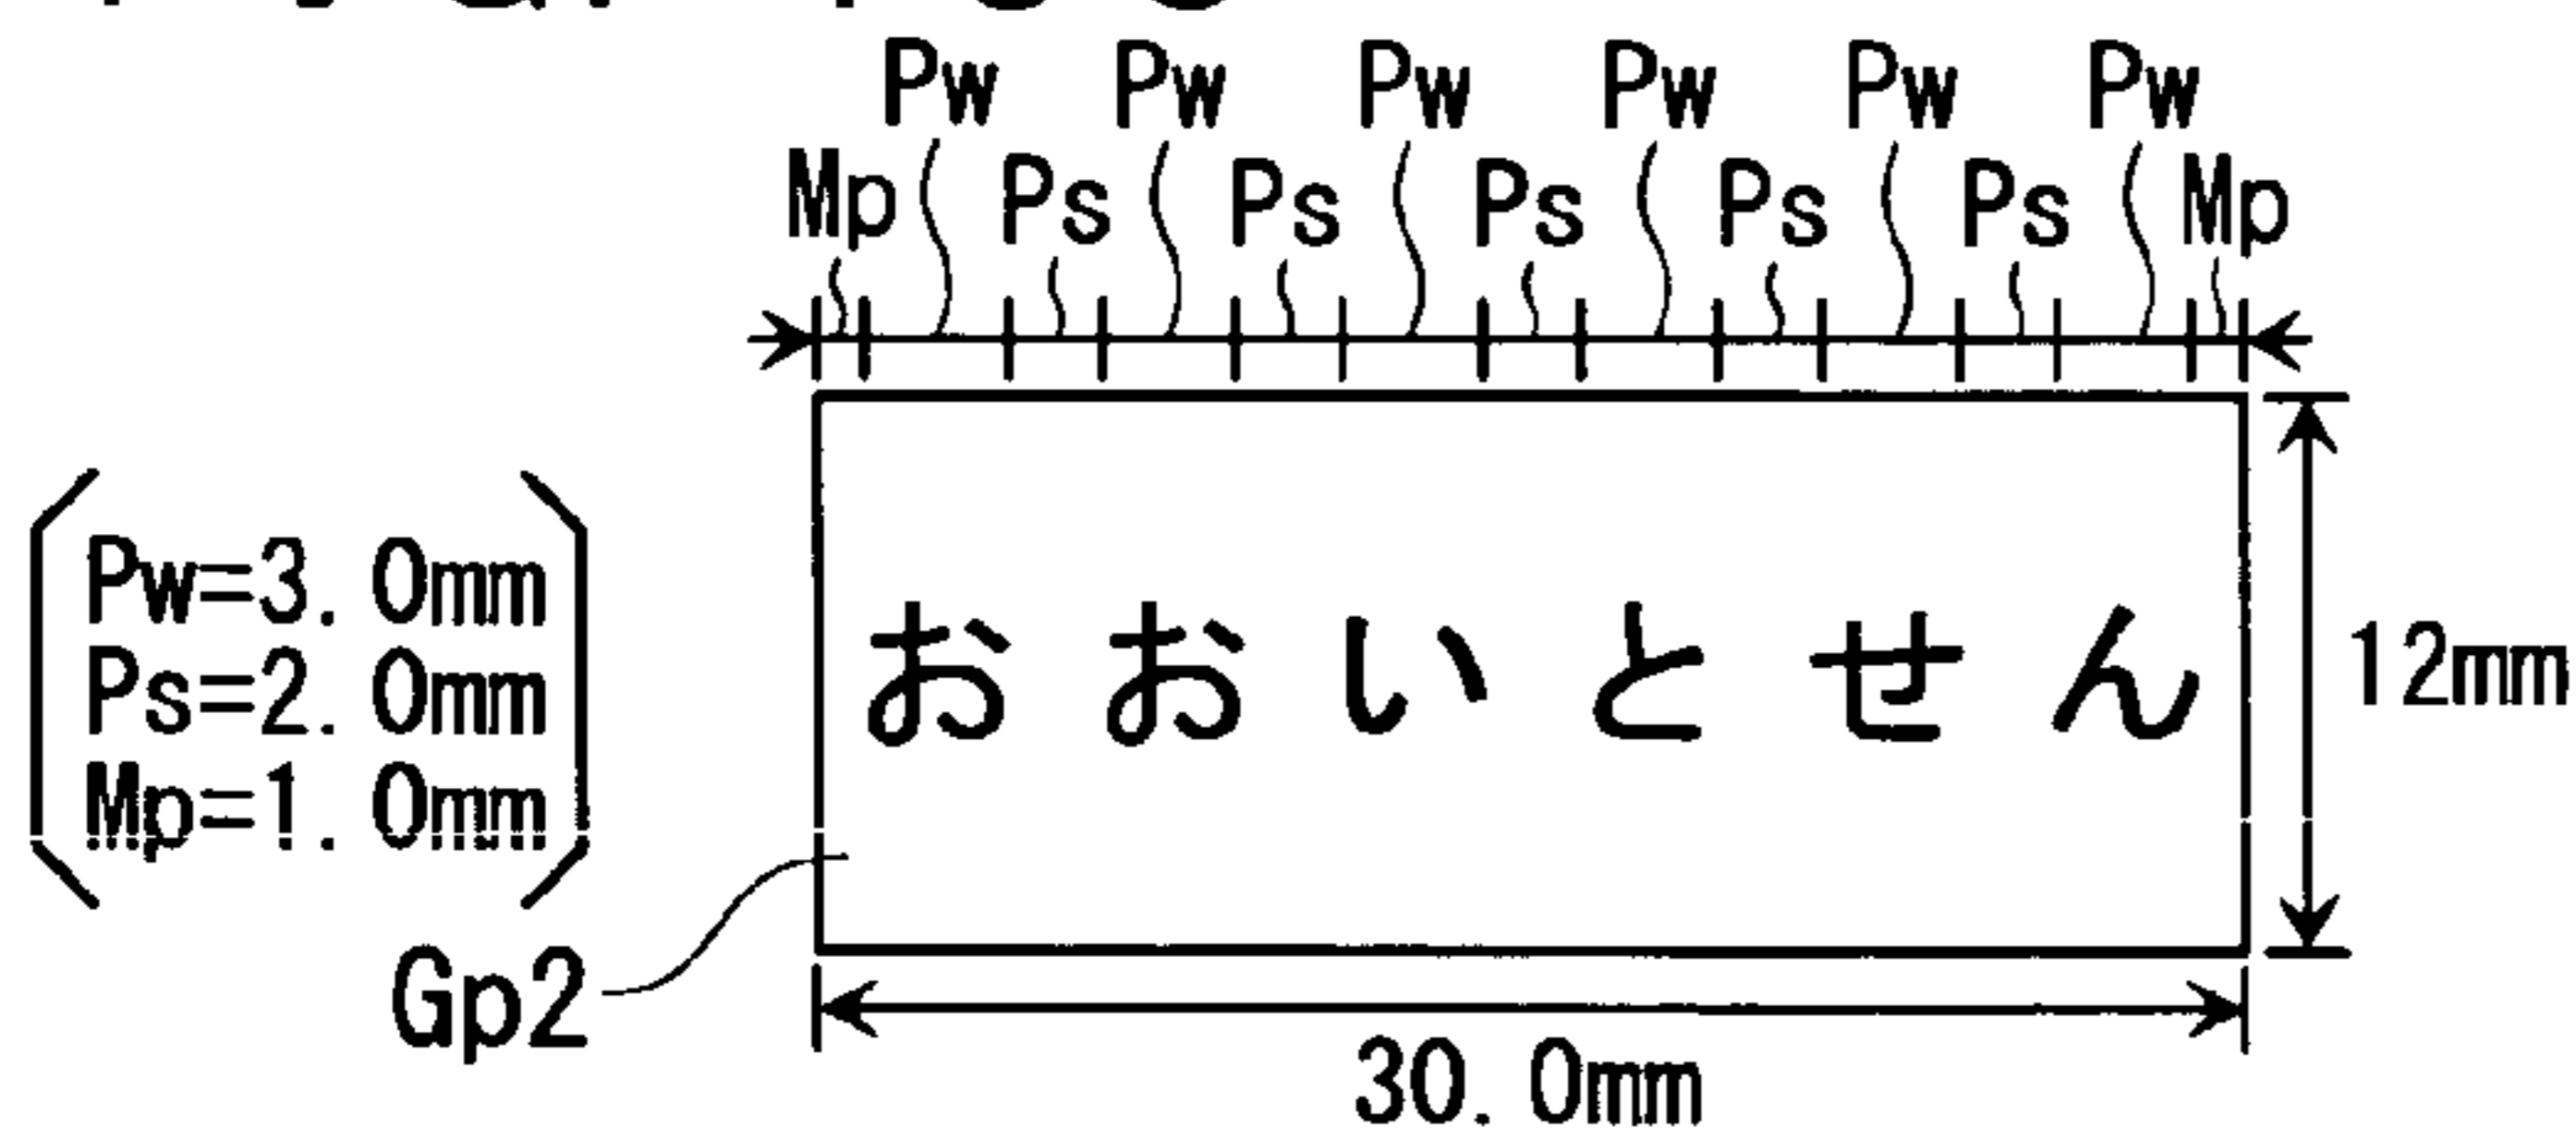 Pw Pw Pw Pw Pw Pw
Mp Ps Ps Ps Ps Ps Mp
Pw=3. 0mm
Ps=2. 0mm
Mp=1. 0mm
おおいとせん
12mm
Gp2
30. 0mm